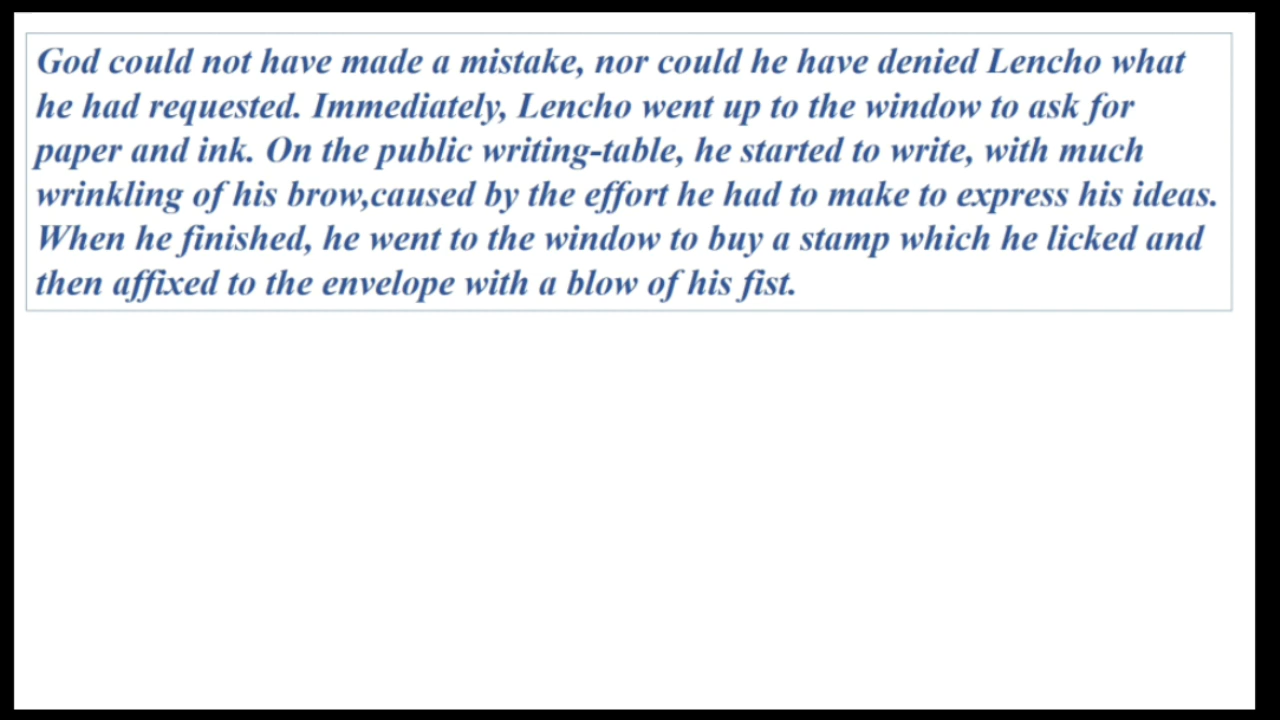 God could not have made a mistake, nor could he have denied Lencho what
he had requested. Immediately, Lencho went up to the window to ask for
paper and ink. On the public writing-table, he started to write, with much
wrinkling of his brow,caused by the effort he had to make to express his ideas.
When he finished, he went to the window to buy a stamp which he licked and
then affixed to the envelope with a blow of his fist.